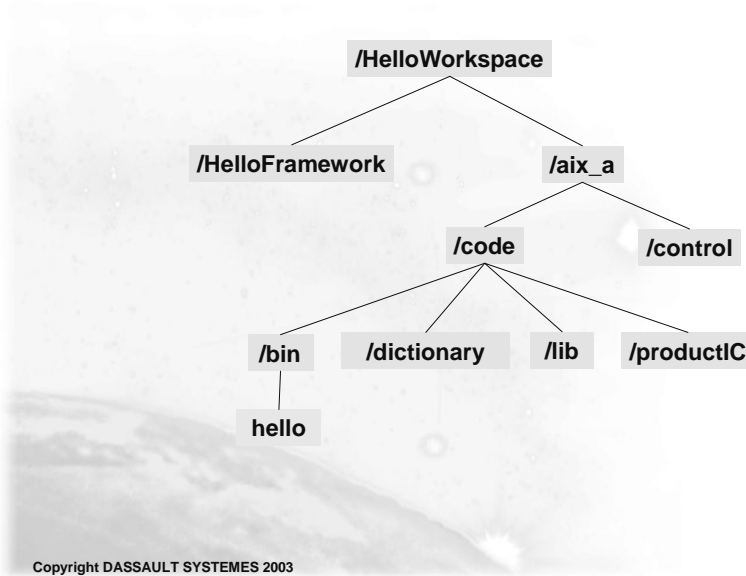 /HelloWorkspace
/HelloFramework
/aix_a
/code
/control
/bin
/dictionary
/lib
/productIC
hello
Copyright DASSAULT SYSTEMES 2003